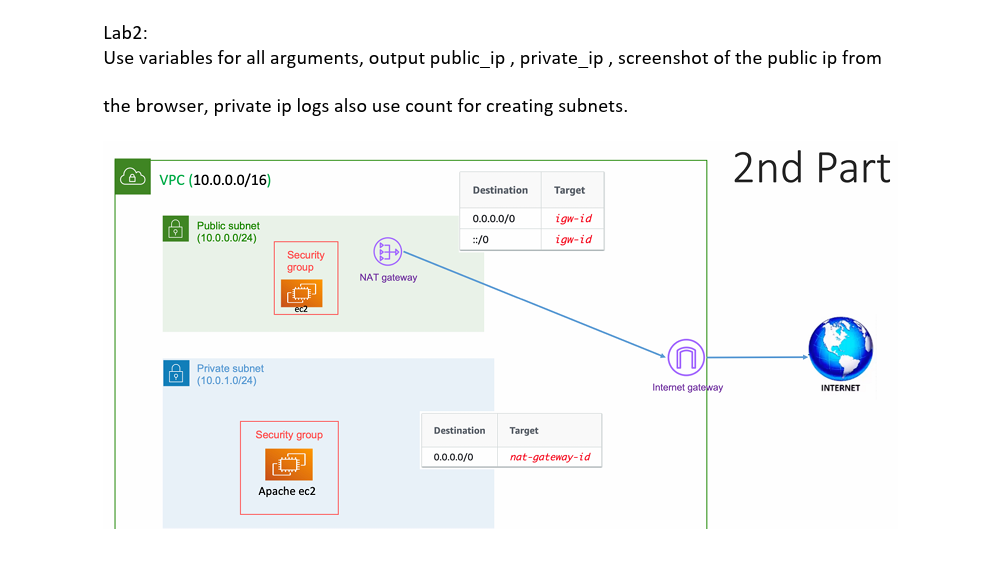 Lab2:
Use variables for all arguments, output public_ip , private_ip , screenshot of the public ip from
the browser, private ip logs also use count for creating subnets.
2nd Part
VPC (10.0.0.0/16)
Destination Target
0.0.0.0/0 igw-id
::/0 igw-id
Public subnet
(10.0.0.0/24)
Security
group
ec2
NAT gateway
Internet gateway
INTERNET
Private subnet
(10.0.1.0/24)
Security group
Apache ec2
Destination Target
0.0.0.0/0 nat-gateway-id